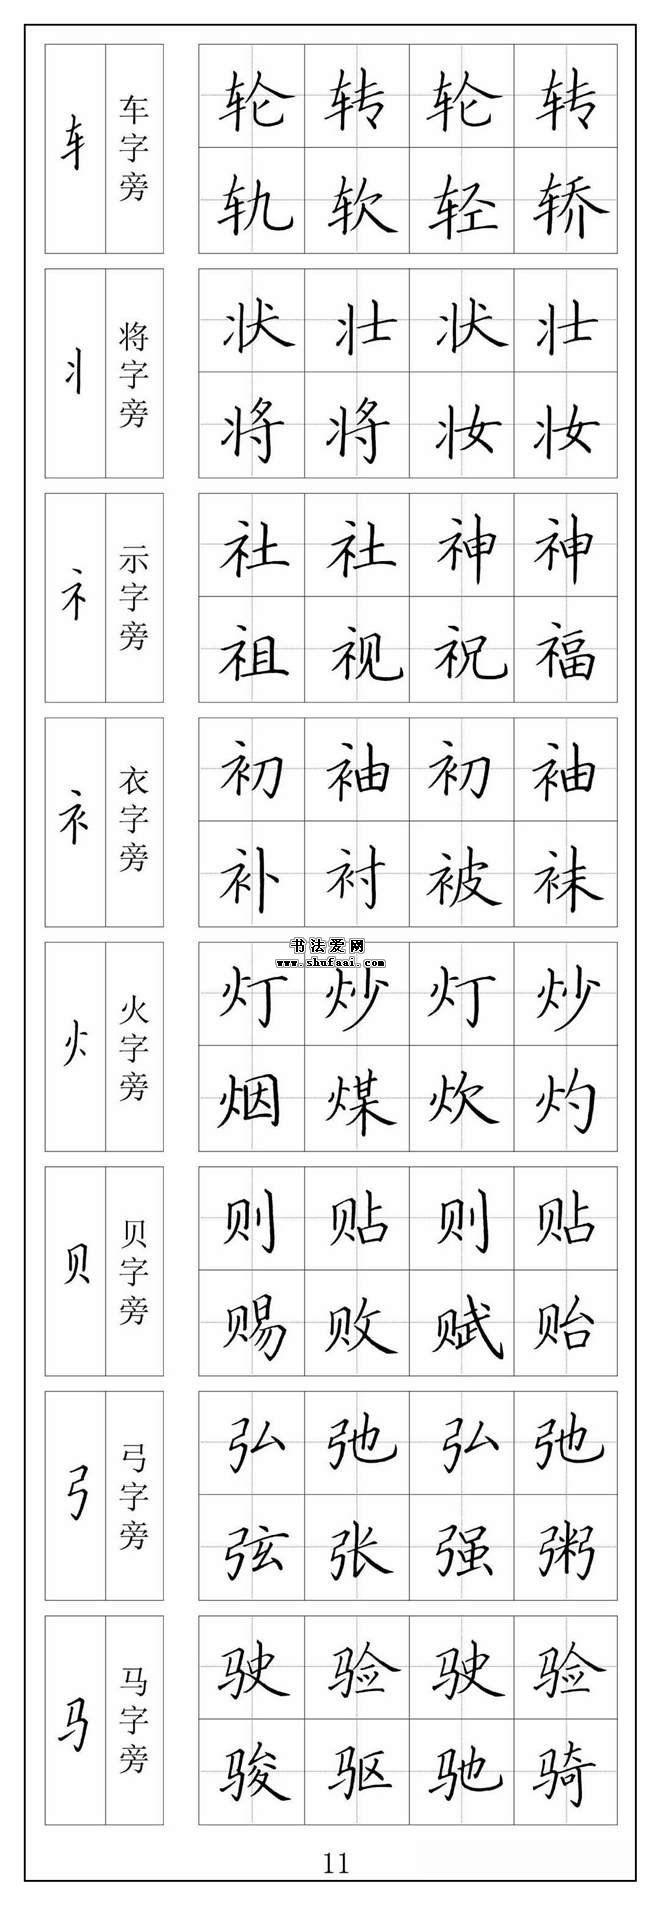 车 车字旁
轮 转 轮 转
轨 软 轻 轿
丬 将字旁
状 壮 状 壮
将 将 妆 妆
礻 示字旁
社 社 神 神
祖 视 祝 福
衤 衣字旁
初 袖 初 袖
补 衬 被 袜
书法爱网
www.shufaai.com
火 火字旁
灯 炒 灯 炒
烟 煤 炊 灼
贝 贝字旁
则 贴 则 贴
赐 败 赋 贻
弓 弓字旁
弘 弛 弘 弛
弦 张 强 粥
马 马字旁
驶 验 驶 验
骏 驱 驰 骑
11